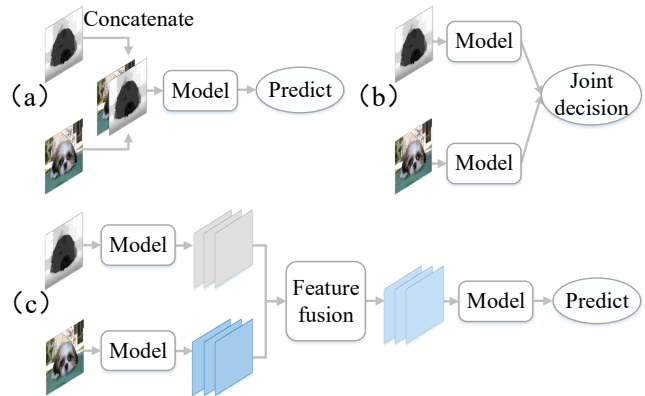 Concatenate
(a)
Model
Predict
(b)
Model
Model
Joint
decision
(c)
Model
Model
Feature
fusion
Model
Predict